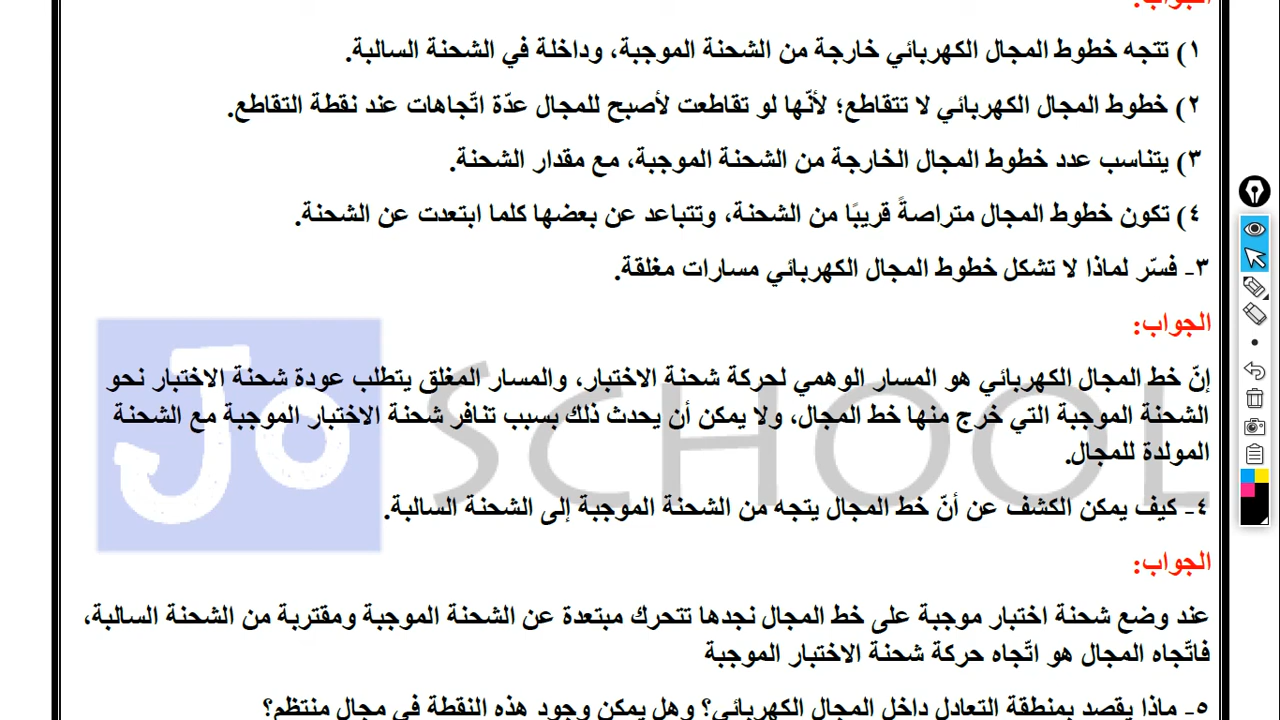 الجواب:
١) تتجه خطوط المجال الكهربائي خارجة من الشحنة الموجبة، وداخلة في الشحنة السالبة.
٢) خطوط المجال الكهربائي لا تتقاطع؛ لأنّها لو تقاطعت لأصبح للمجال عدّة اتّجاهات عند نقطة التقاطع.
٣) يتناسب عدد خطوط المجال الخارجة من الشحنة الموجبة، مع مقدار الشحنة.
٤) تكون خطوط المجال متراصةً قريبًا من الشحنة، وتتباعد عن بعضها كلما ابتعدت عن الشحنة.
٣- فسّر لماذا لا تشكل خطوط المجال الكهربائي مسارات مغلقة.
الجواب:
إنّ خط المجال الكهربائي هو المسار الوهمي لحركة شحنة الاختبار، والمسار المغلق يتطلب عودة شحنة الاختبار نحو
الشحنة الموجبة التي خرج منها خط المجال، ولا يمكن أن يحدث ذلك بسبب تنافر شحنة الاختبار الموجبة مع الشحنة
المولدة للمجال.
٤- كيف يمكن الكشف عن أنّ خط المجال يتجه من الشحنة الموجبة إلى الشحنة السالبة.
الجواب:
عند وضع شحنة اختبار موجبة على خط المجال نجدها تتحرك مبتعدة عن الشحنة الموجبة ومقتربة من الشحنة السالبة،
فاتّجاه المجال هو اتّجاه حركة شحنة الاختبار الموجبة
٥- ماذا يقصد بمنطقة التعادل داخل المجال الكهربائي؟ وهل يمكن وجود هذه النقطة في مجال منتظم؟
Jo SCHOOL